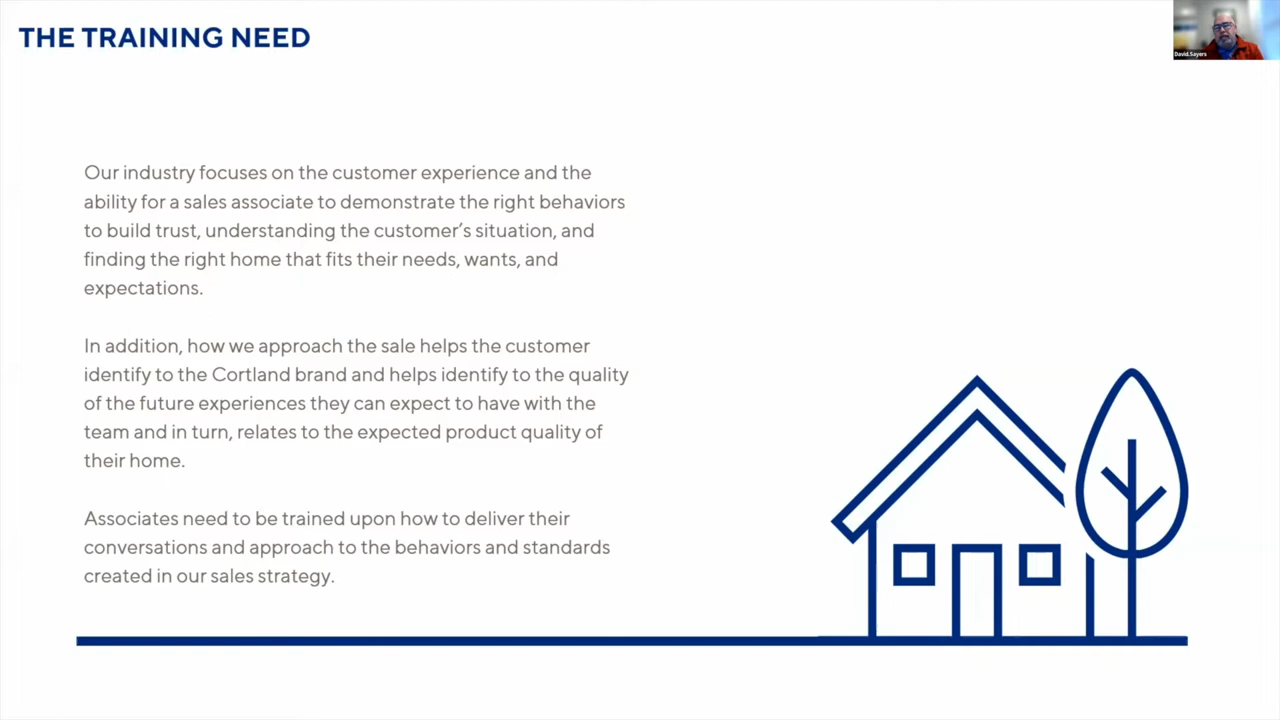 THE TRAINING NEED
David.Sayers
Our industry focuses on the customer experience and the
ability for a sales associate to demonstrate the right behaviors
to build trust, understanding the customer’s situation, and
finding the right home that fits their needs, wants, and
expectations.
In addition, how we approach the sale helps the customer
identify to the Cortland brand and helps identify to the quality
of the future experiences they can expect to have with the
team and in turn, relates to the expected product quality of
their home.
Associates need to be trained upon how to deliver their
conversations and approach to the behaviors and standards
created in our sales strategy.